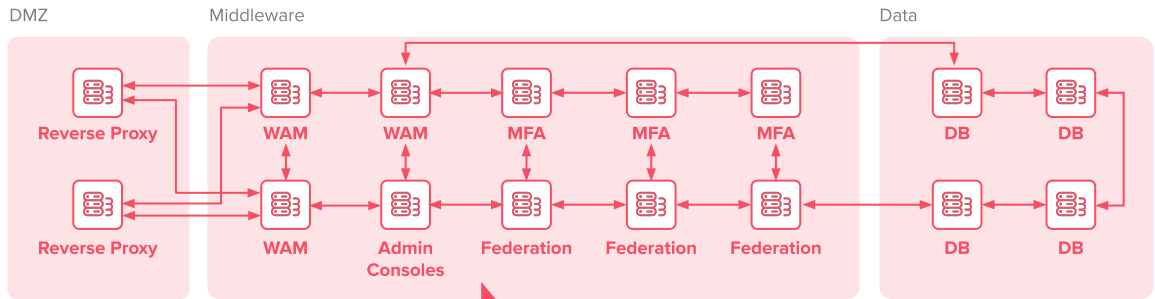 DMZ
Middleware
Data
Reverse Proxy
WAM
WAM
MFA
MFA
MFA
DB
DB
Reverse Proxy
WAM
Admin
Consoles
Federation
Federation
Federation
DB
DB